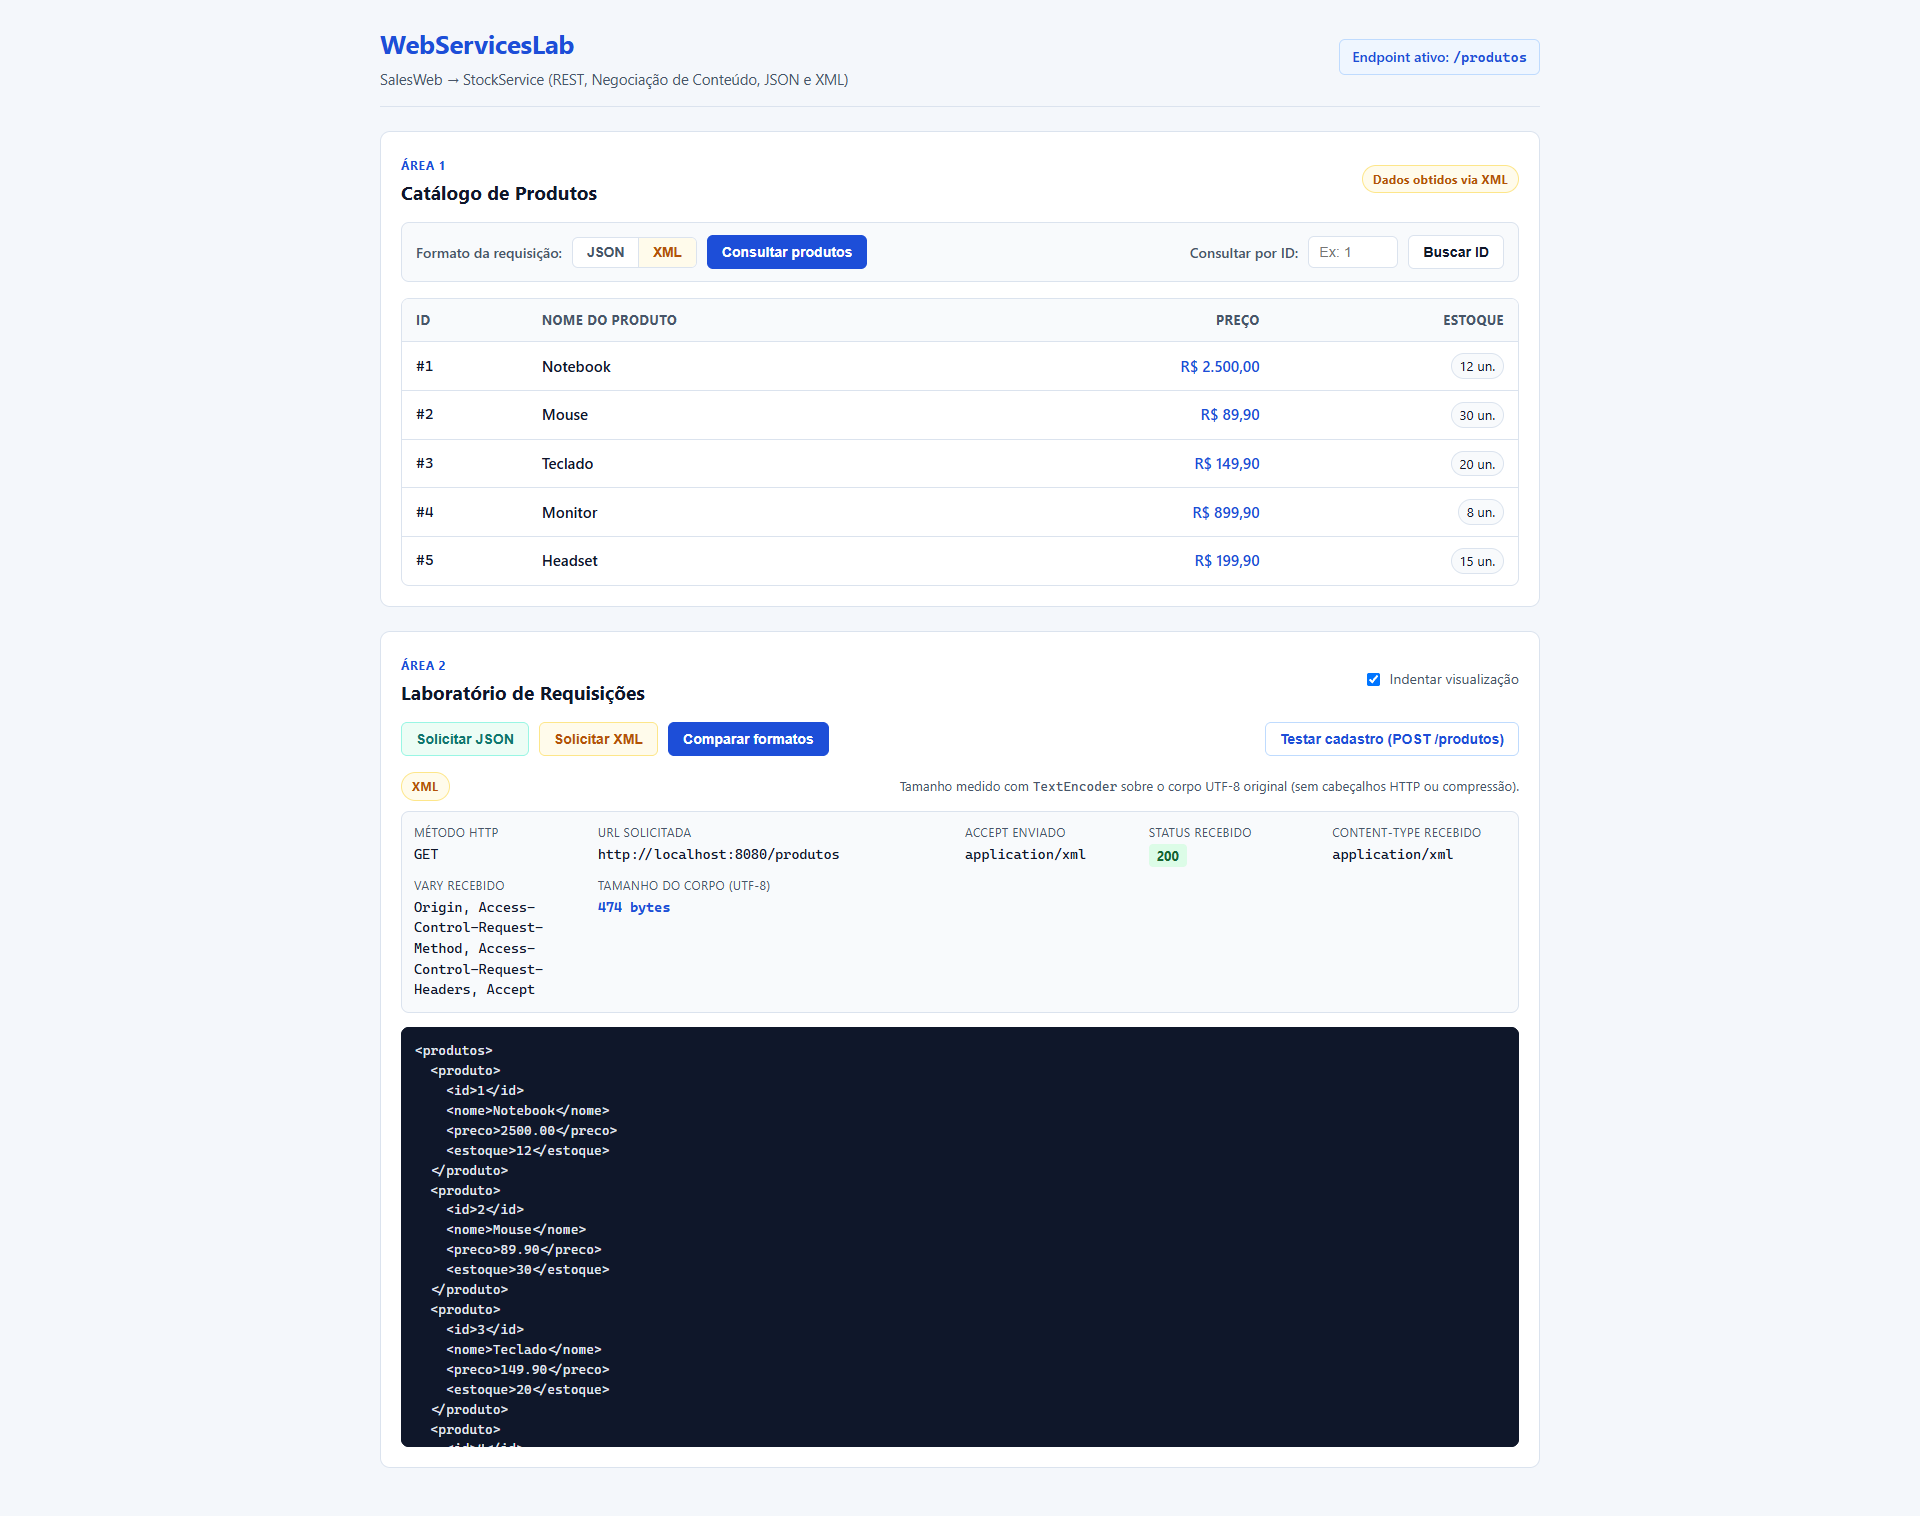 WebServicesLab
SalesWeb → StockService (REST, Negociação de Conteúdo, JSON e XML)
Endpoint ativo: /produtos
ÁREA 1
Catálogo de Produtos
Dados obtidos via XML
Formato da requisição: JSON XML Consultar produtos Consultar por ID: Ex: 1 Buscar ID
ID NOME DO PRODUTO PREÇO ESTOQUE
#1 Notebook R$ 2.500,00 12 un.
#2 Mouse R$ 89,90 30 un.
#3 Teclado R$ 149,90 20 un.
#4 Monitor R$ 899,90 8 un.
#5 Headset R$ 199,90 15 un.
ÁREA 2
Laboratório de Requisições
Indentar visualização
Solicitar JSON Solicitar XML Comparar formatos Testar cadastro (POST /produtos)
XML Tamanho medido com TextEncoder sobre o corpo UTF-8 original (sem cabeçalhos HTTP ou compressão).
MÉTODO HTTP URL SOLICITADA ACCEPT ENVIADO STATUS RECEBIDO CONTENT-TYPE RECEBIDO
GET http://localhost:8080/produtos application/xml 200 application/xml
VARY RECEBIDO TAMANHO DO CORPO (UTF-8)
Origin, Access- 474 bytes
Control-Request-
Method, Access-
Control-Request-
Headers, Accept
<produtos>
<produto>
<id>1</id>
<nome>Notebook</nome>
<preco>2500.00</preco>
<estoque>12</estoque>
</produto>
<produto>
<id>2</id>
<nome>Mouse</nome>
<preco>89.90</preco>
<estoque>30</estoque>
</produto>
<produto>
<id>3</id>
<nome>Teclado</nome>
<preco>149.90</preco>
<estoque>20</estoque>
</produto>
<produto>